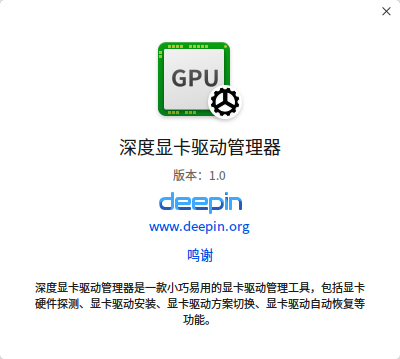 GPU
深度显卡驱动管理器
版本：1.0
deepin
www.deepin.org
鸣谢
深度显卡驱动管理器是一款小巧易用的显卡驱动管理工具，包括显卡
硬件探测、显卡驱动安装、显卡驱动方案切换、显卡驱动自动恢复等
功能。